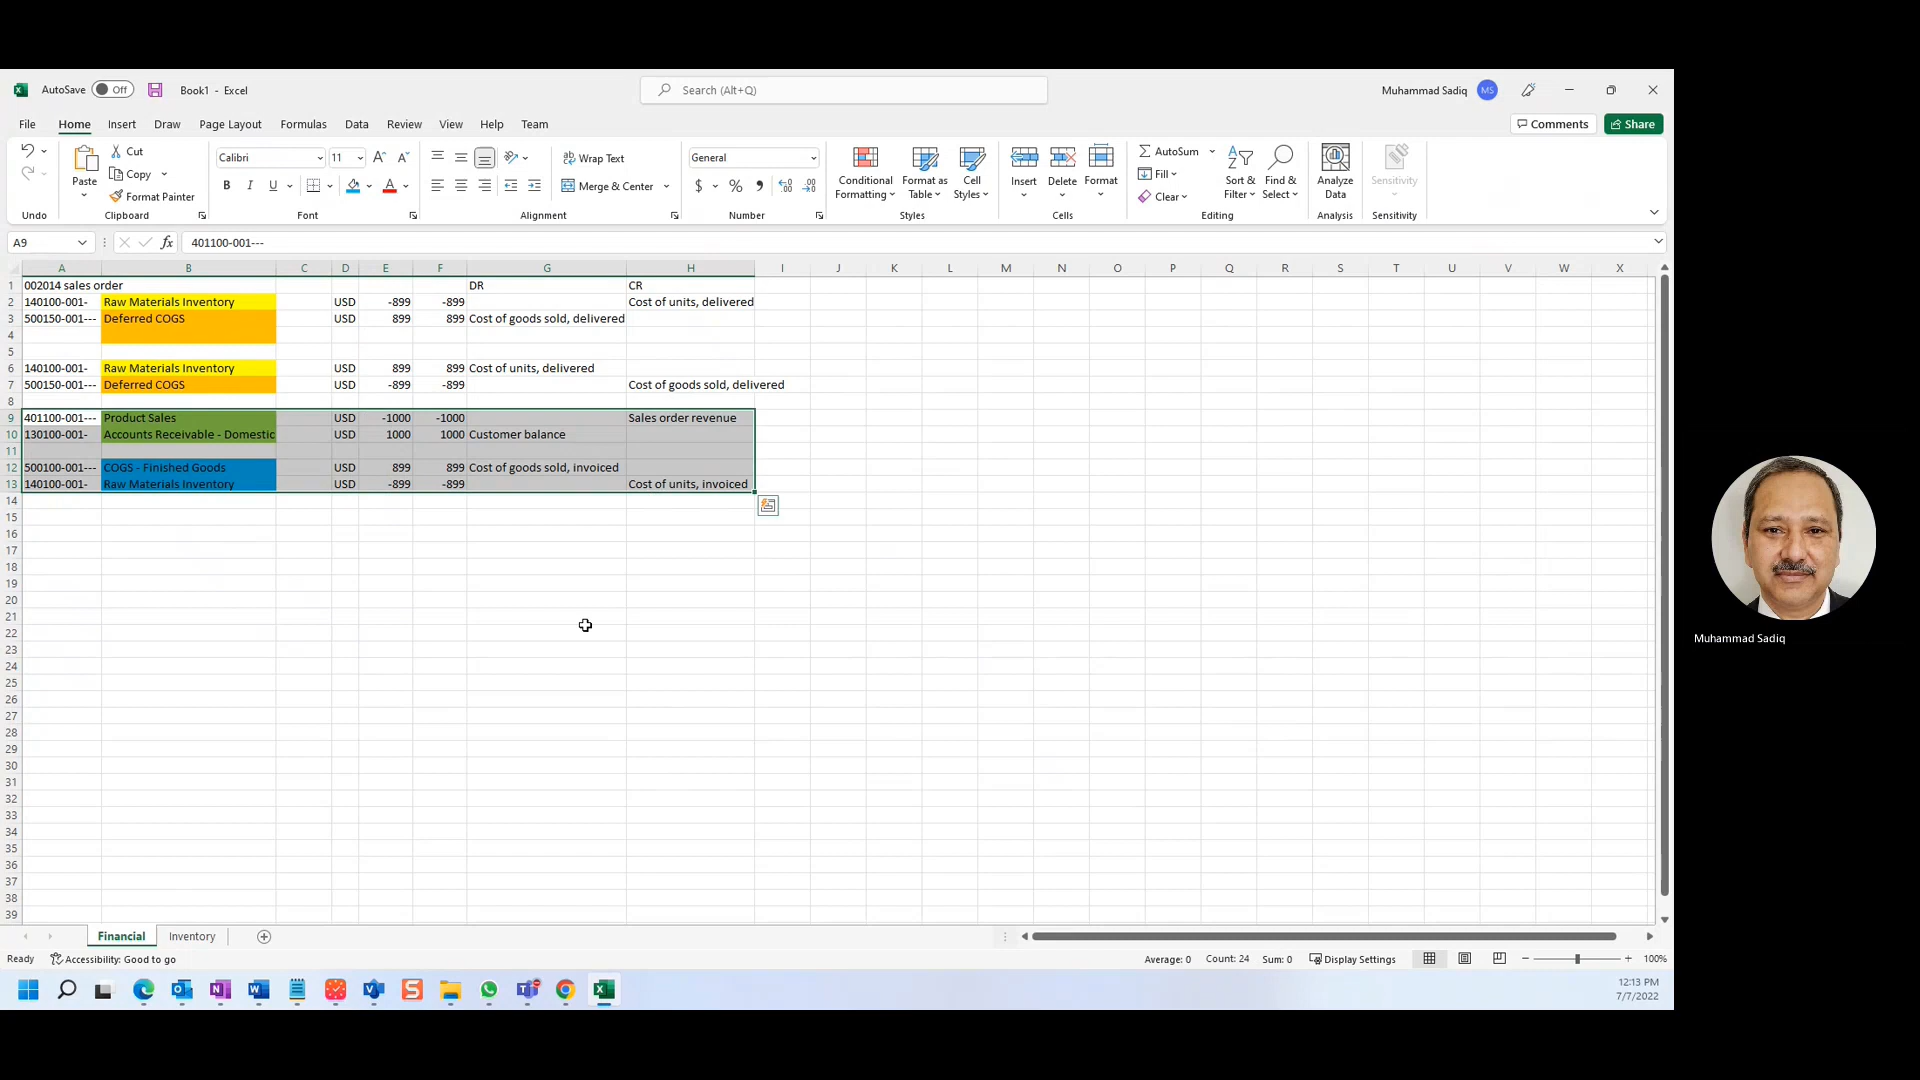 AutoSave Off Book1 - Excel Search (Alt+Q) Muhammad Sadiq MS
File Home Insert Draw Page Layout Formulas Data Review View Help Team Comments Share
Paste Cut Copy Format Painter Calibri 11 A A B I U A Wrap Text Merge & Center General $ % Conditional Formatting Format as Table Cell Styles Insert Delete Format AutoSum Fill Clear Sort & Filter Find & Select Analyze Data Sensitivity
Undo Clipboard Font Alignment Number Styles Cells Editing Analysis Sensitivity
A9 fx 401100-001---
A B C D E F G H I J K L M N O P Q R S T U V W X
1 002014 sales order DR CR
2 140100-001- Raw Materials Inventory USD -899 -899 Cost of units, delivered
3 500150-001--- Deferred COGS USD 899 899 Cost of goods sold, delivered
4
5
6 140100-001- Raw Materials Inventory USD 899 899 Cost of units, delivered
7 500150-001--- Deferred COGS USD -899 -899 Cost of goods sold, delivered
8
9 401100-001--- Product Sales USD -1000 -1000 Sales order revenue
10 130100-001- Accounts Receivable - Domestic USD 1000 1000 Customer balance
11
12 500100-001--- COGS - Finished Goods USD 899 899 Cost of goods sold, invoiced
13 140100-001- Raw Materials Inventory USD -899 -899 Cost of units, invoiced
14
15
16
17
18
19
20
21
22
23
24
25
26
27
28
29
30
31
32
33
34
35
36
37
38
39
Financial Inventory
Ready Accessibility: Good to go Average: 0 Count: 24 Sum: 0 Display Settings 100%
12:13 PM
7/7/2022
Muhammad Sadiq